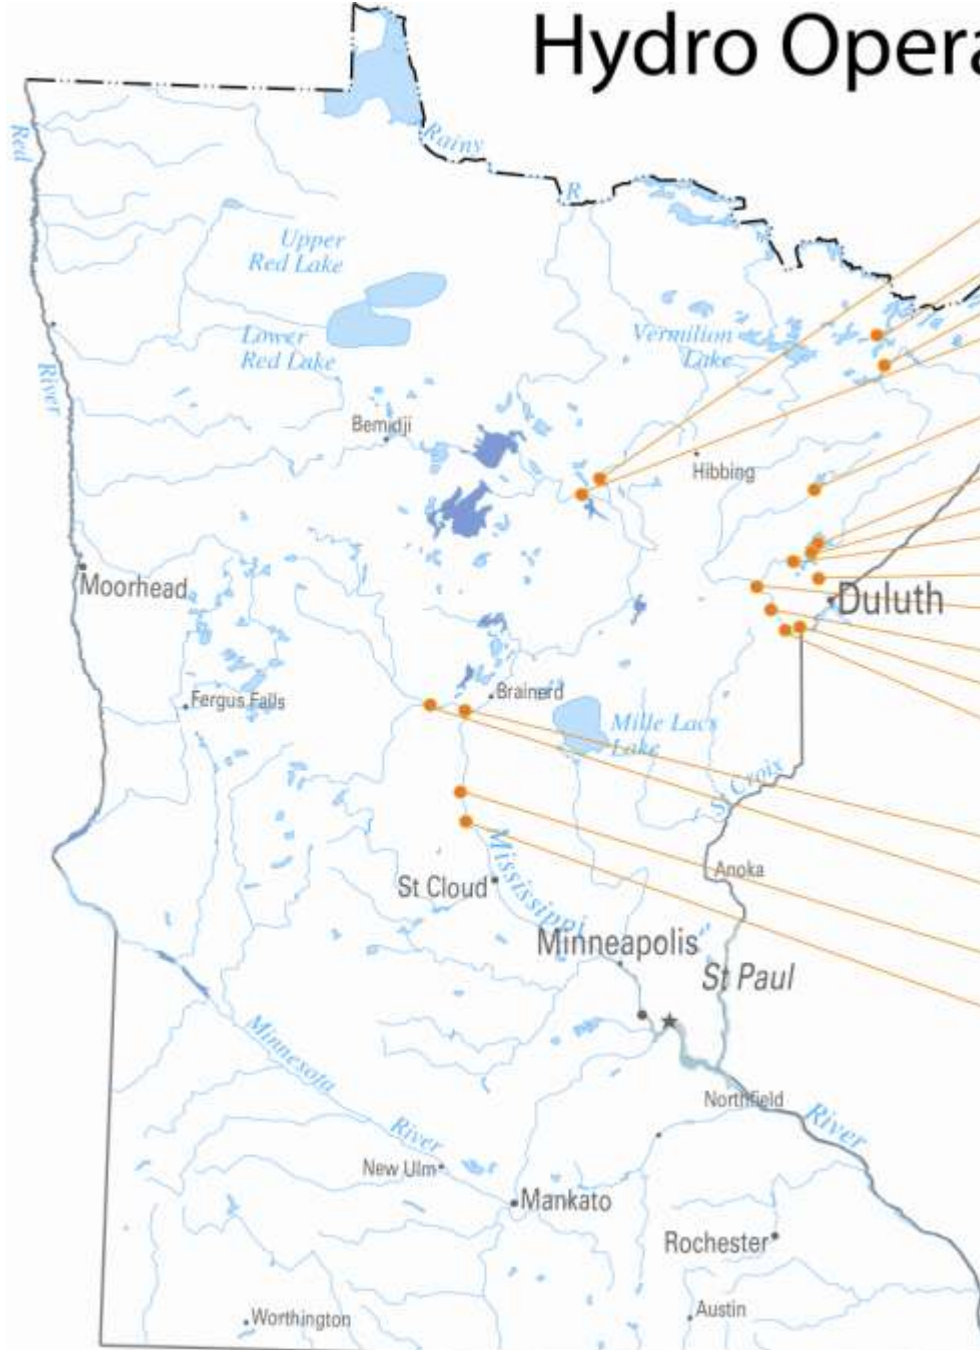 Hydro Opera
Red
Rainy
R
Upper
Red Lake
Lower
Red Lake
Vermilion
Lake
River
Bemidji
Hibbing
Moorhead
Duluth
Fergus Falls
Brainerd
Mille Lacs
Lake
St Croix
Anoka
St Cloud
Mississippi
Minneapolis
St Paul
Minnesota
Northfield
River
River
New Ulm
Mankato
Rochester
Worthington
Austin